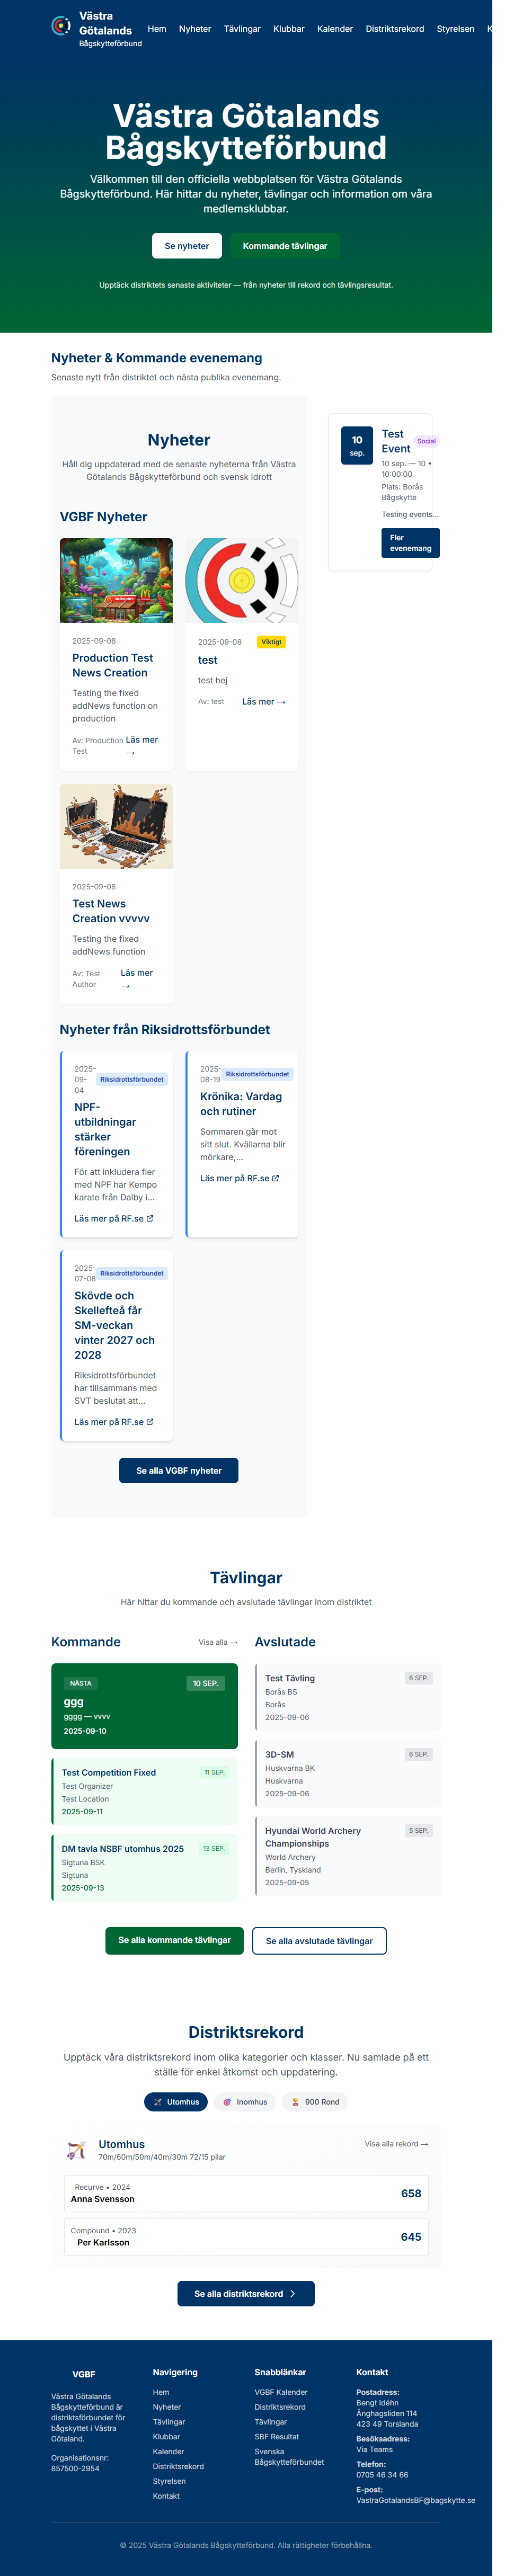 Västra
Götalands
Bågskytteförbund
Hem
Nyheter
Tävlingar
Klubbar
Kalender
Distriktsrekord
Styrelsen
K
Västra Götalands
Bågskytteförbund
Välkommen till den officiella webbplatsen för Västra Götalands
Bågskytteförbund. Här hittar du nyheter, tävlingar och information om våra
medlemsklubbar.
Se nyheter
Kommande tävlingar
Upptäck distriktets senaste aktiviteter — från nyheter till rekord och tävlingsresultat.
Nyheter & Kommande evenemang
Senaste nytt från distriktet och nästa publika evenemang.
Nyheter
Håll dig uppdaterad med de senaste nyheterna från Västra
Götalands Bågskytteförbund och svensk idrott
VGBF Nyheter
2025-09-08
Production Test
News Creation
Testing the fixed
addNews function on
production
Av: Production
Test
Läs mer
→
2025-09-08
Viktigt
test
test hej
Av: test
Läs mer →
2025-09-08
Test News
Creation vvvvv
Testing the fixed
addNews function
Av: Test
Author
Läs mer
→
10
sep.
Test
Event
Social
10 sep. — 10 •
10:00:00
Plats: Borås
Bågskytte
Testing events...
Fler
evenemang
Nyheter från Riksidrottsförbundet
2025-
09-
04
Riksidrottsförbundet
NPF-
utbildningar
stärker
föreningen
För att inkludera fler
med NPF har Kempo
karate från Dalby i...
Läs mer på RF.se
2025-
08-19
Riksidrottsförbundet
Krönika: Vardag
och rutiner
Sommaren går mot
sitt slut. Kvällarna blir
mörkare,...
Läs mer på RF.se
2025-
07-08
Riksidrottsförbundet
Skövde och
Skellefteå får
SM-veckan
vinter 2027 och
2028
Riksidrottsförbundet
har tillsammans med
SVT beslutat att...
Läs mer på RF.se
Se alla VGBF nyheter
Tävlingar
Här hittar du kommande och avslutade tävlingar inom distriktet
Kommande
Visa alla →
NÄSTA
10 SEP.
ggg
gggg — vvvv
2025-09-10
Test Competition Fixed
11 SEP.
Test Organizer
Test Location
2025-09-11
DM tavla NSBF utomhus 2025
13 SEP.
Sigtuna BSK
Sigtuna
2025-09-13
Avslutade
Test Tävling
6 SEP.
Borås BS
Borås
2025-09-06
3D-SM
6 SEP.
Huskvarna BK
Huskvarna
2025-09-06
Hyundai World Archery
Championships
5 SEP.
World Archery
Berlin, Tyskland
2025-09-05
Se alla kommande tävlingar
Se alla avslutade tävlingar
Distriktsrekord
Upptäck våra distriktsrekord inom olika kategorier och klasser. Nu samlade på ett
ställe för enkel åtkomst och uppdatering.
Utomhus
Inomhus
900 Rond
Utomhus
70m/60m/50m/40m/30m 72/15 pilar
Visa alla rekord →
Recurve • 2024
Anna Svensson
658
Compound • 2023
Per Karlsson
645
Se alla distriktsrekord
VGBF
Västra Götalands
Bågskytteförbund är
distriktsförbundet för
bågskyttet i Västra
Götaland.
Organisationsnr:
857500-2954
Navigering
Hem
Nyheter
Tävlingar
Klubbar
Kalender
Distriktsrekord
Styrelsen
Kontakt
Snabblänkar
VGBF Kalender
Distriktsrekord
Tävlingar
SBF Resultat
Svenska
Bågskytteförbundet
Kontakt
Postadress:
Bengt Idéhn
Änghagsliden 114
423 49 Torslanda
Besöksadress:
Via Teams
Telefon:
0705 46 34 66
E-post:
VastraGotalandsBF@bagskytte.se
© 2025 Västra Götalands Bågskytteförbund. Alla rättigheter förbehållna.